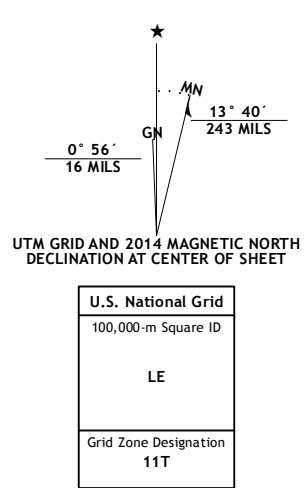 ★
MN
GN
13° 40´
243 MILS
0° 56´
16 MILS
UTM GRID AND 2014 MAGNETIC NORTH
DECLINATION AT CENTER OF SHEET
U.S. National Grid
100,000-m Square ID
LE
Grid Zone Designation
11T